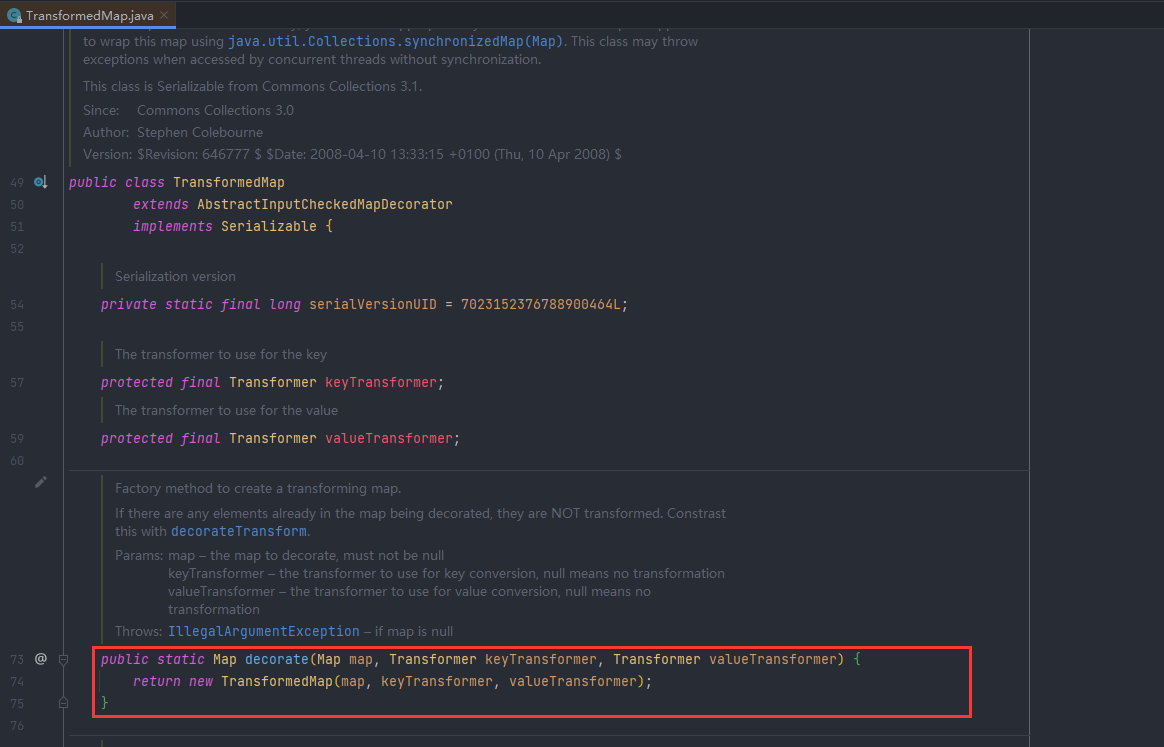 TransformedMap.java
to wrap this map using java.util.Collections.synchronizedMap(Map). This class may throw
exceptions when accessed by concurrent threads without synchronization.
This class is Serializable from Commons Collections 3.1.
Since: Commons Collections 3.0
Author: Stephen Colebourne
Version: $Revision: 646777 $ $Date: 2008-04-10 13:33:15 +0100 (Thu, 10 Apr 2008) $
49 public class TransformedMap
50 extends AbstractInputCheckedMapDecorator
51 implements Serializable {
52
Serialization version
54 private static final long serialVersionUID = 7023152376788900464L;
55
The transformer to use for the key
57 protected final Transformer keyTransformer;
The transformer to use for the value
59 protected final Transformer valueTransformer;
60
Factory method to create a transforming map.
If there are any elements already in the map being decorated, they are NOT transformed. Constrast
this with decorateTransform.
Params: map – the map to decorate, must not be null
keyTransformer – the transformer to use for key conversion, null means no transformation
valueTransformer – the transformer to use for value conversion, null means no
transformation
Throws: IllegalArgumentException – if map is null
73 @ public static Map decorate(Map map, Transformer keyTransformer, Transformer valueTransformer) {
74 return new TransformedMap(map, keyTransformer, valueTransformer);
75 }
76